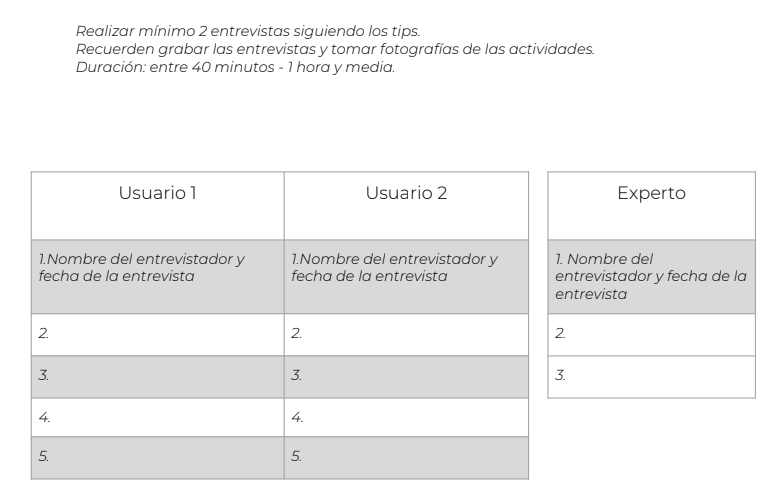 Realizar mínimo 2 entrevistas siguiendo los tips.
Recuerden grabar las entrevistas y tomar fotografías de las actividades.
Duración: entre 40 minutos - 1 hora y media.
Usuario 1
Usuario 2
Experto
1.Nombre del entrevistador y
fecha de la entrevista
1.Nombre del entrevistador y
fecha de la entrevista
1. Nombre del
entrevistador y fecha de la
entrevista
2.
2.
2.
3.
3.
3.
4.
4.
5.
5.